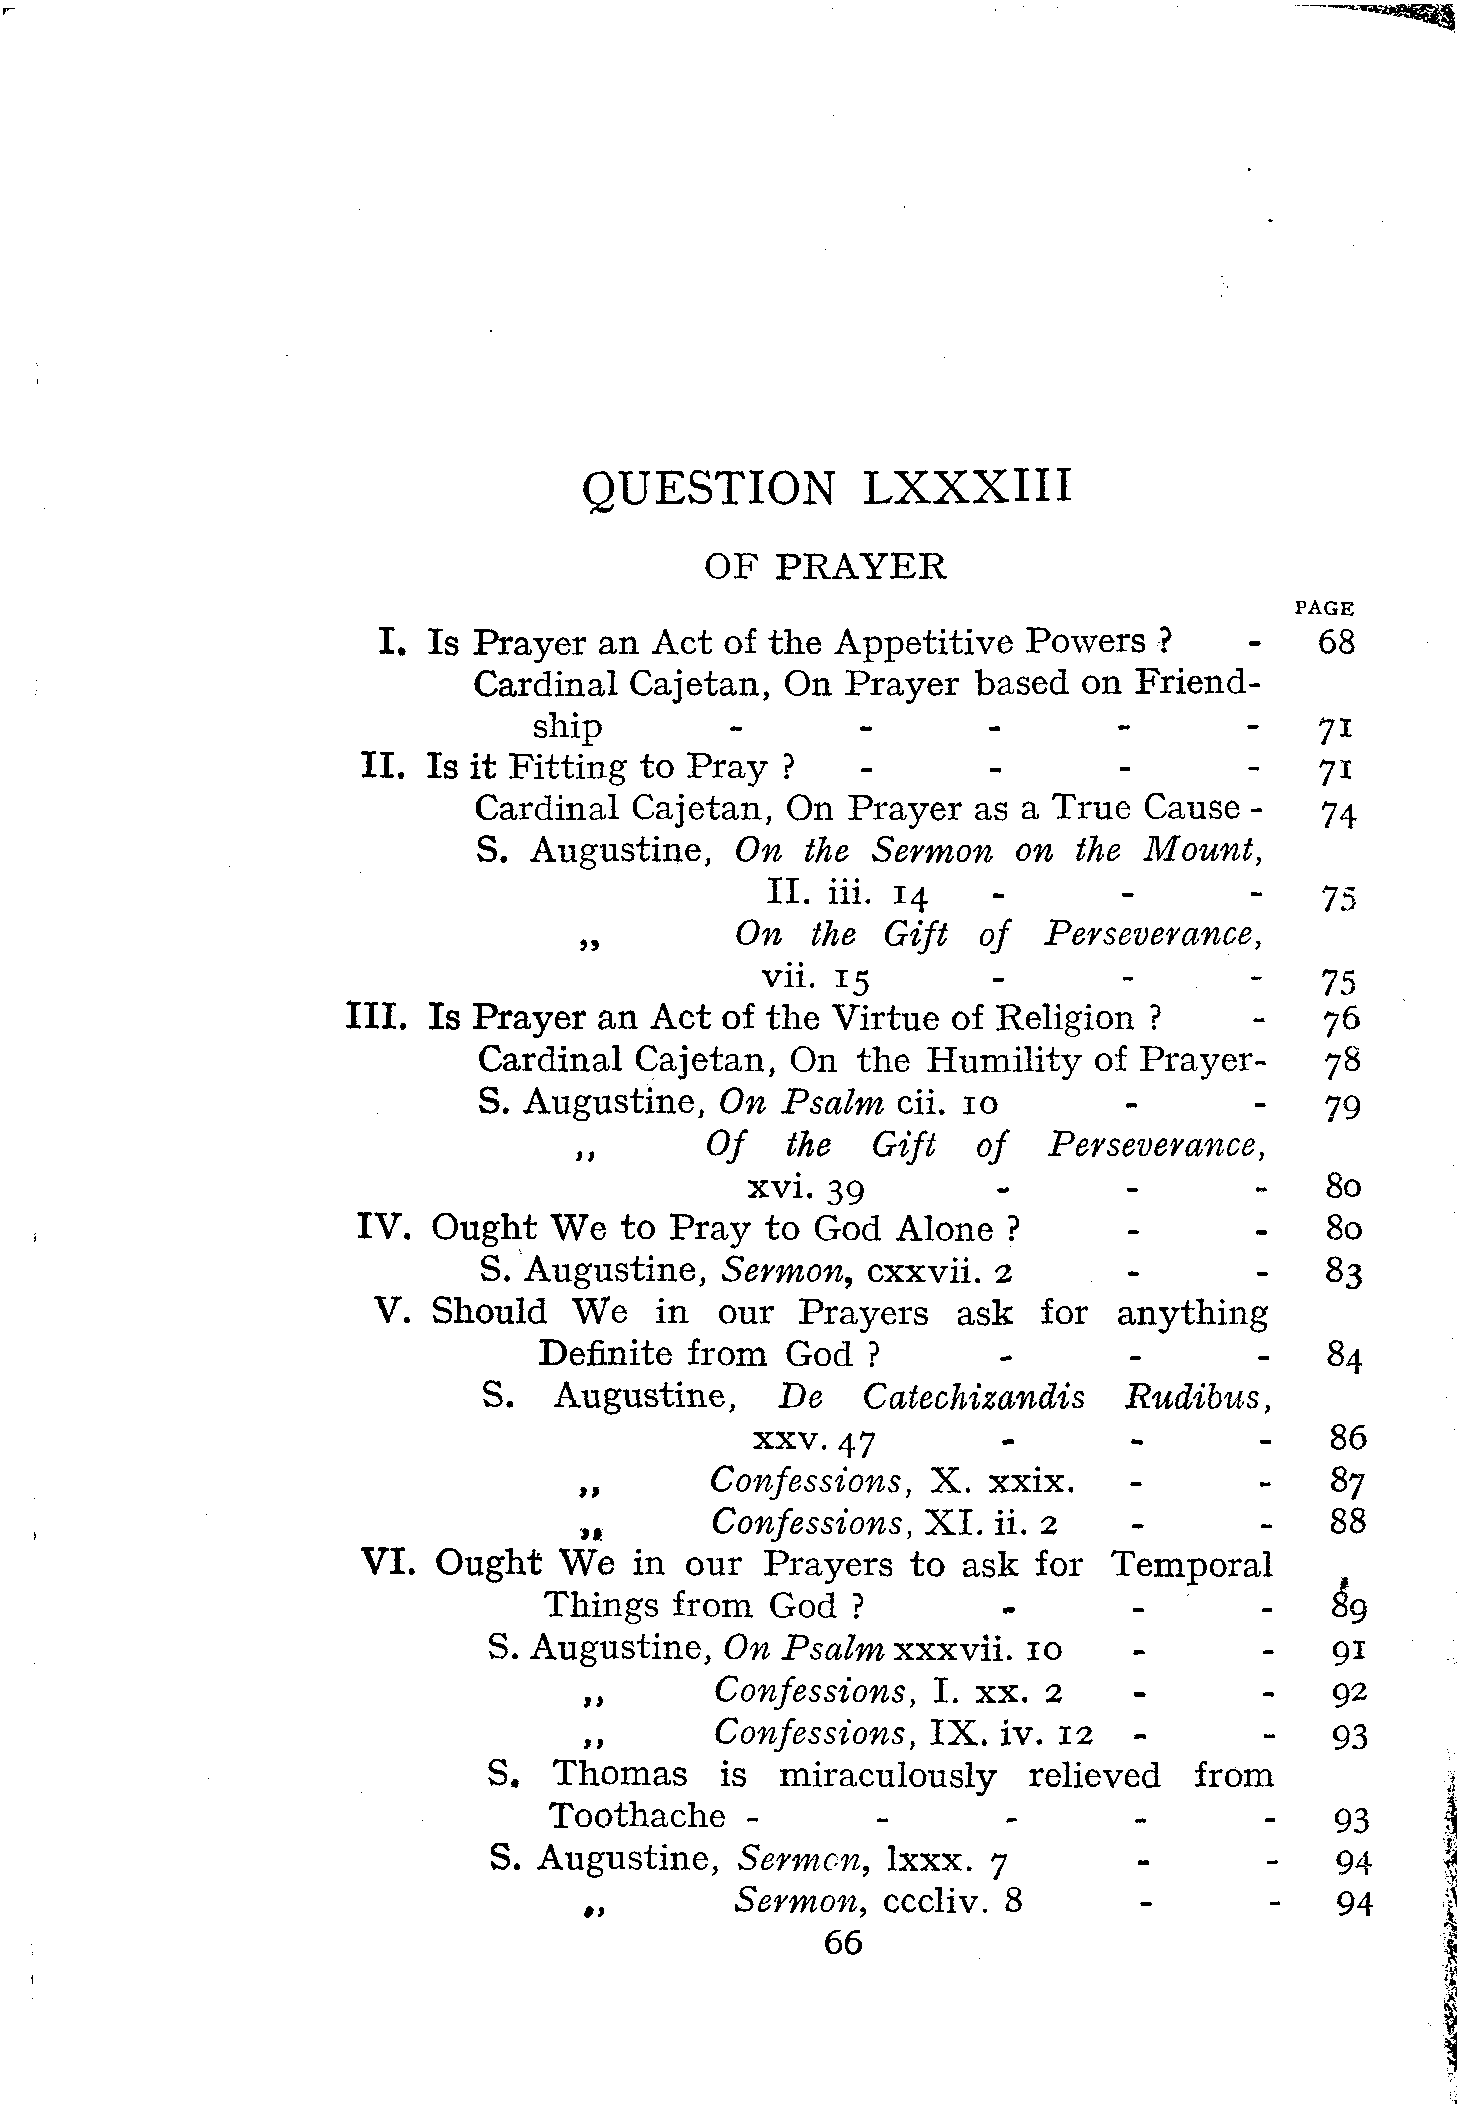 QUESTION LXXXIII
OF PRAYER
PAGE
I. Is Prayer an Act of the Appetitive Powers ? - 68
Cardinal Cajetan, On Prayer based on Friend-
ship - - - - - 71
II. Is it Fitting to Pray ? - - - - 71
Cardinal Cajetan, On Prayer as a True Cause - 74
S. Augustine, On the Sermon on the Mount,
II. iii. 14 - - - 75
„ On the Gift of Perseverance,
vii. 15 - - - 75
III. Is Prayer an Act of the Virtue of Religion ? - 76
Cardinal Cajetan, On the Humility of Prayer- 78
S. Augustine, On Psalm cii. 10 - - 79
„ Of the Gift of Perseverance,
xvi. 39 - - - 80
IV. Ought We to Pray to God Alone ? - - 80
S. Augustine, Sermon, cxxvii. 2 - - 83
V. Should We in our Prayers ask for anything
Definite from God ? - - - 84
S. Augustine, De Catechizandis Rudibus,
xxv. 47 - - - 86
„ Confessions, X. xxix. - - 87
„ Confessions, XI. ii. 2 - - 88
VI. Ought We in our Prayers to ask for Temporal
Things from God ? - - - 89
S. Augustine, On Psalm xxxvii. 10 - - 91
„ Confessions, I. xx. 2 - - 92
„ Confessions, IX. iv. 12 - - 93
S. Thomas is miraculously relieved from
Toothache - - - - - 93
S. Augustine, Sermon, lxxx. 7 - - 94
„ Sermon, cccliv. 8 - - 94
66